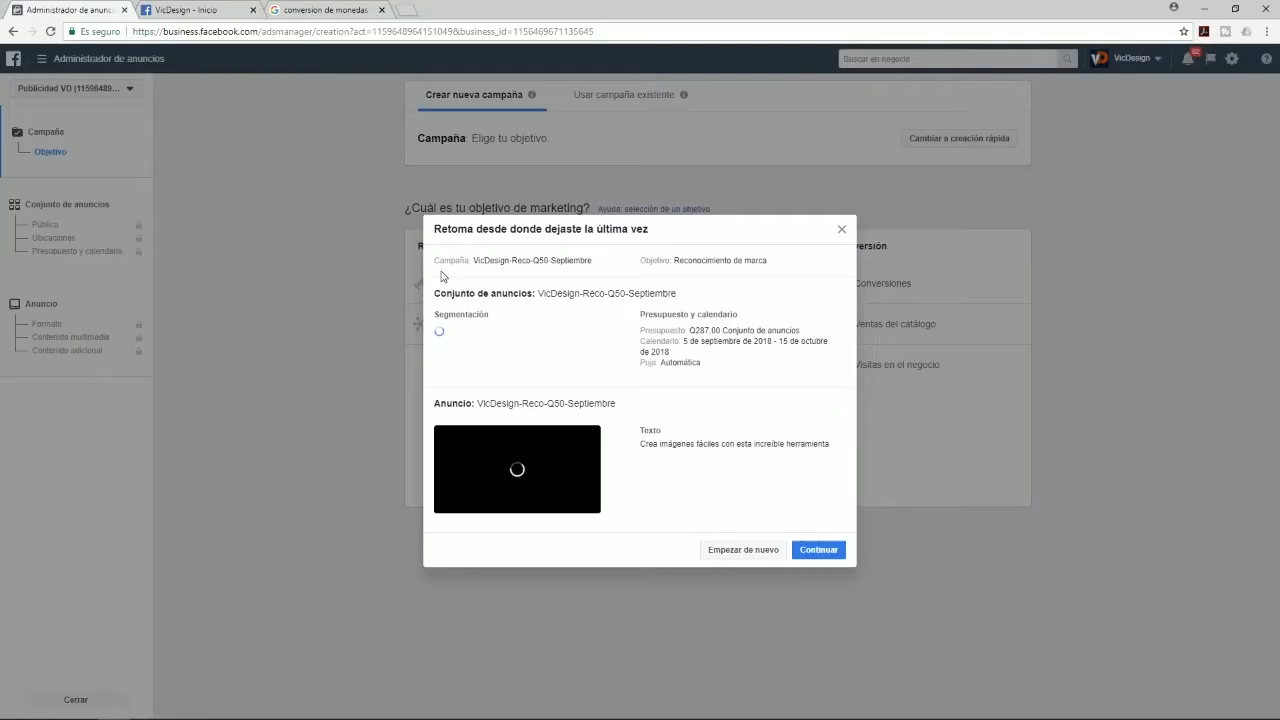 Administrador de anunci
VicDesign - Inicio
conversion de monedas
Es seguro
https://business.facebook.com/adsmanager/creation?act=1159648964151049&business_id=1156469671135645
Administrador de anuncios
Buscar en negocio
VicDesign
92
Publicidad VD (11596489...
Campaña
Objetivo
Conjunto de anuncios
Público
Ubicaciones
Presupuesto y calendario
Anuncio
Formato
Contenido multimedia
Contenido adicional
Cerrar
Crear nueva campaña
Usar campaña existente
Campaña: Elige tu objetivo.
Cambiar a creación rápida
¿Cuál es tu objetivo de marketing? Ayuda: selección de un objetivo
R
versión
Conversiones
Ventas del catálogo
Visitas en el negocio
Retoma desde donde dejaste la última vez
Campaña: VicDesign-Reco-Q50-Septiembre
Objetivo: Reconocimiento de marca
Conjunto de anuncios: VicDesign-Reco-Q50-Septiembre
Segmentación
Presupuesto y calendario
Presupuesto: Q287,00 Conjunto de anuncios
Calendario: 5 de septiembre de 2018 - 15 de octubre
de 2018
Puja: Automática
Anuncio: VicDesign-Reco-Q50-Septiembre
Texto
Crea imágenes fáciles con esta increíble herramienta
Empezar de nuevo
Continuar